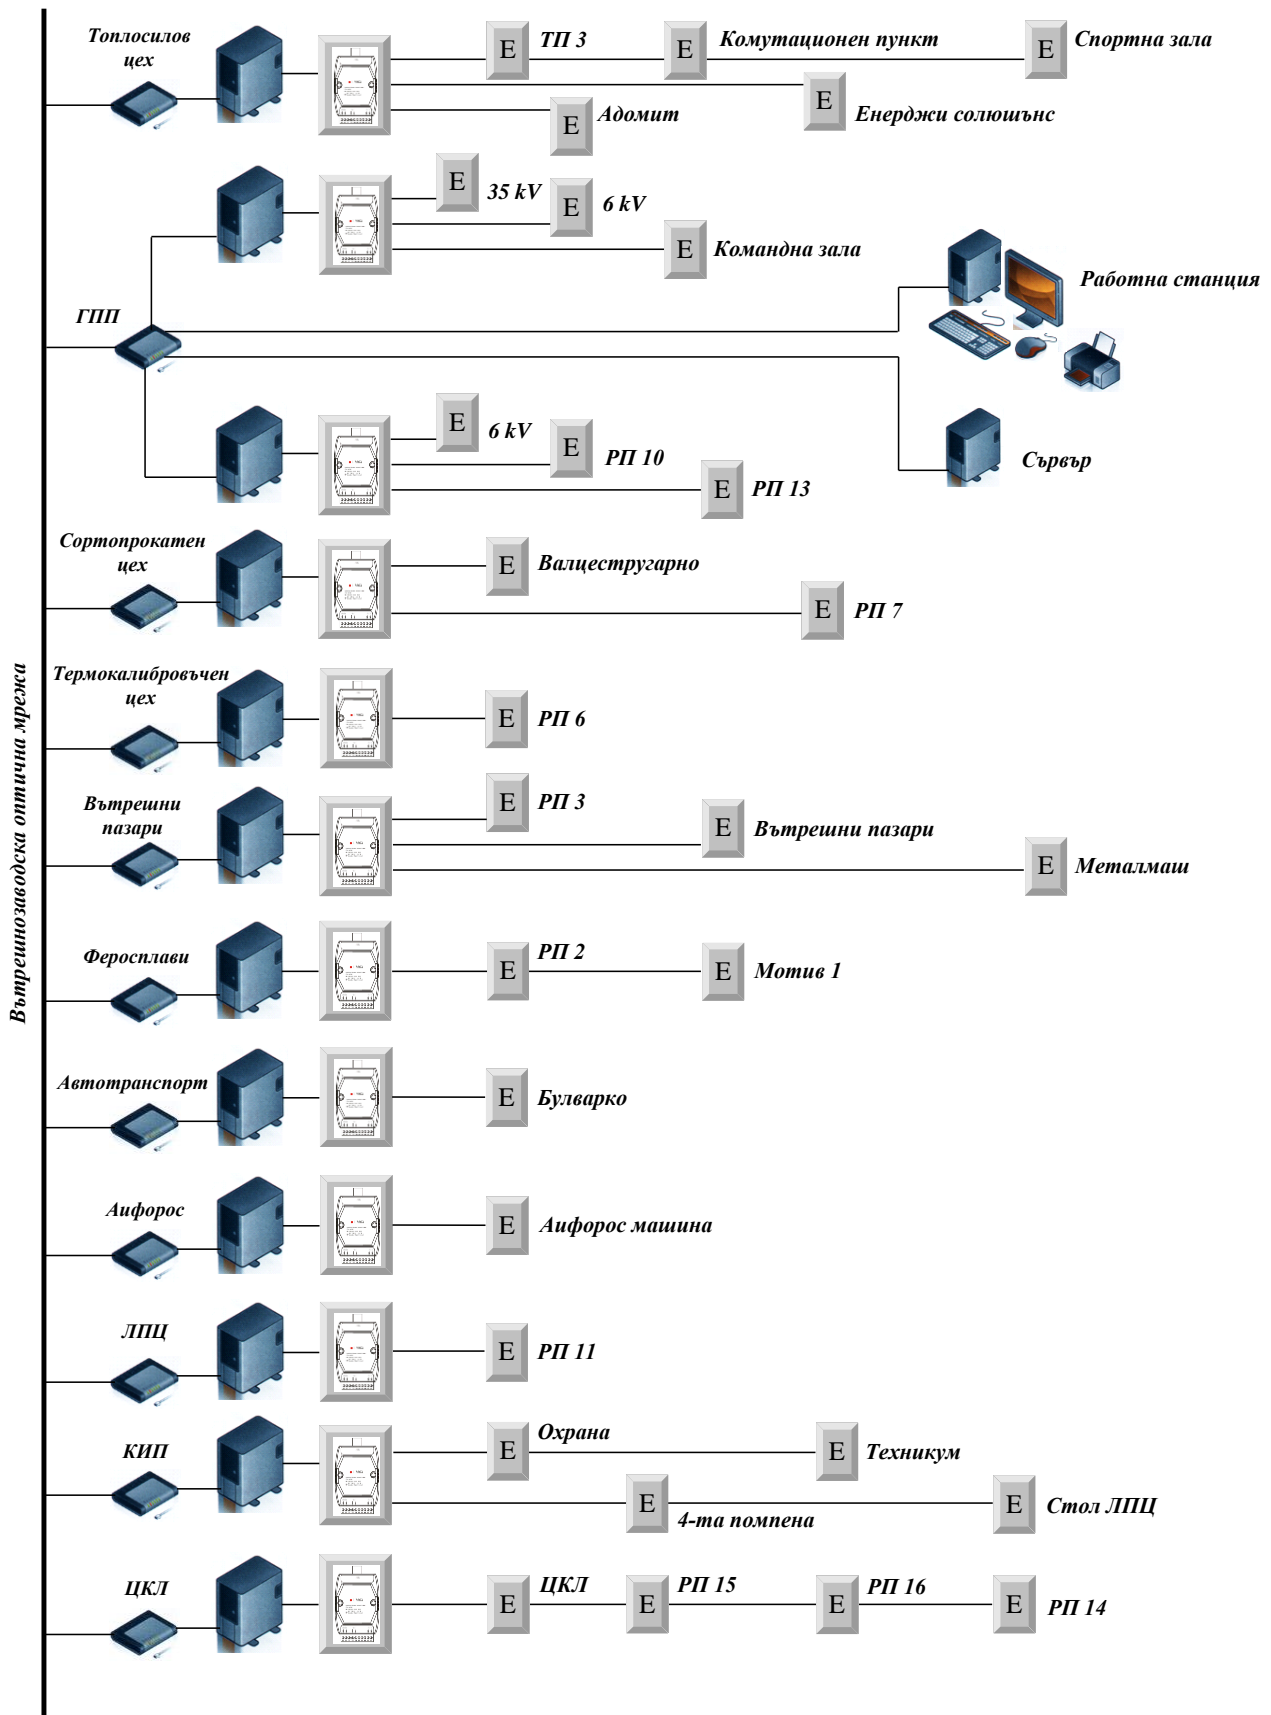 Топлосилов
цех
E
ТП 3
E
Комутационен пункт
E
Спортна зала
E
Енерджи солюшънс
E
Адомит
E
35 kV
E
6 kV
E
Командна зала
ГПП
Работна станция
E
6 kV
E
РП 10
E
РП 13
Сървър
Сортопрокатен
цех
E
Валцестругарно
E
РП 7
Вътрешнозаводска оптична мрежа
Термокалибровъчен
цех
E
РП 6
Вътрешни
пазари
E
РП 3
E
Вътрешни пазари
E
Металмаш
Феросплави
E
РП 2
E
Мотив 1
Автотранспорт
E
Булварко
Аифорос
E
Аифорос машина
ЛПЦ
E
РП 11
КИП
E
Охрана
E
Техникум
E
4-та помпена
E
Стол ЛПЦ
ЦКЛ
E
ЦКЛ
E
РП 15
E
РП 16
E
РП 14